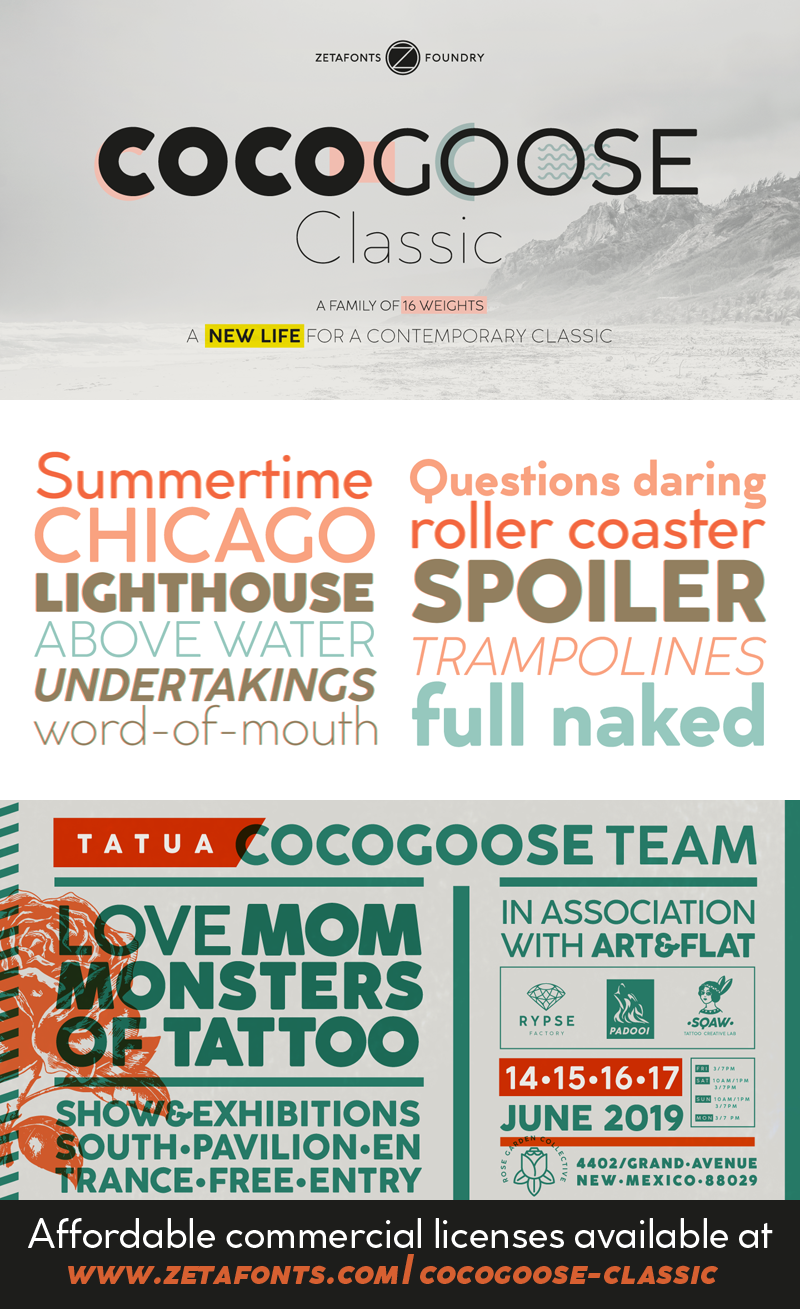 ZETAFONTS Z FOUNDRY
COCOGOOSE
Classic
A FAMILY OF 16 WEIGHTS
A NEW LIFE FOR A CONTEMPORARY CLASSIC
Summertime
CHICAGO
LIGHTHOUSE
ABOVE WATER
UNDERTAKINGS
word-of-mouth
Questions daring
roller coaster
SPOILER
TRAMPOLINES
full naked
TATUA COCOGOOSE TEAM
LOVE MOM
MONSTERS
OF TATTOO
SHOW&EXHIBITIONS
SOUTH•PAVILION•EN
TRANCE•FREE•ENTRY
IN ASSOCIATION
WITH ART&FLAT
RYPSE
FACTORY
PADOOI
•SQAW•
TATTOO CREATIVE LAB
14•15•16•17
JUNE 2019
FRI 3/7PM
SAT 10AM/1PM
3/7PM
SUN 10AM/1PM
3/7PM
MON 3/7 PM
ROSE GARDEN COLLECTIVE
4402/GRAND•AVENUE
NEW•MEXICO•88029
Affordable commercial licenses available at
www.zetafonts.com/cocogoose-classic